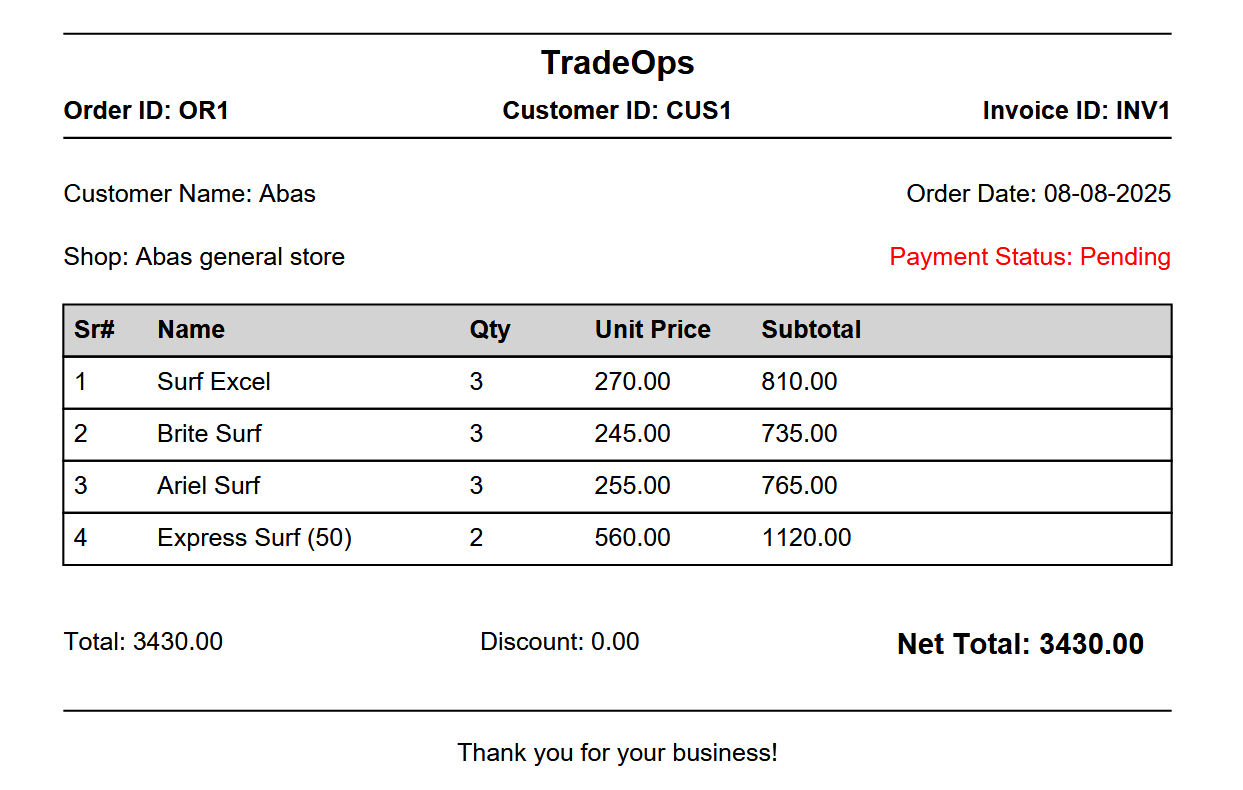 TradeOps
Order ID: OR1 Customer ID: CUS1 Invoice ID: INV1
Customer Name: Abas Order Date: 08-08-2025
Shop: Abas general store Payment Status: Pending
Sr# Name Qty Unit Price Subtotal
1 Surf Excel 3 270.00 810.00
2 Brite Surf 3 245.00 735.00
3 Ariel Surf 3 255.00 765.00
4 Express Surf (50) 2 560.00 1120.00
Total: 3430.00 Discount: 0.00 Net Total: 3430.00
Thank you for your business!